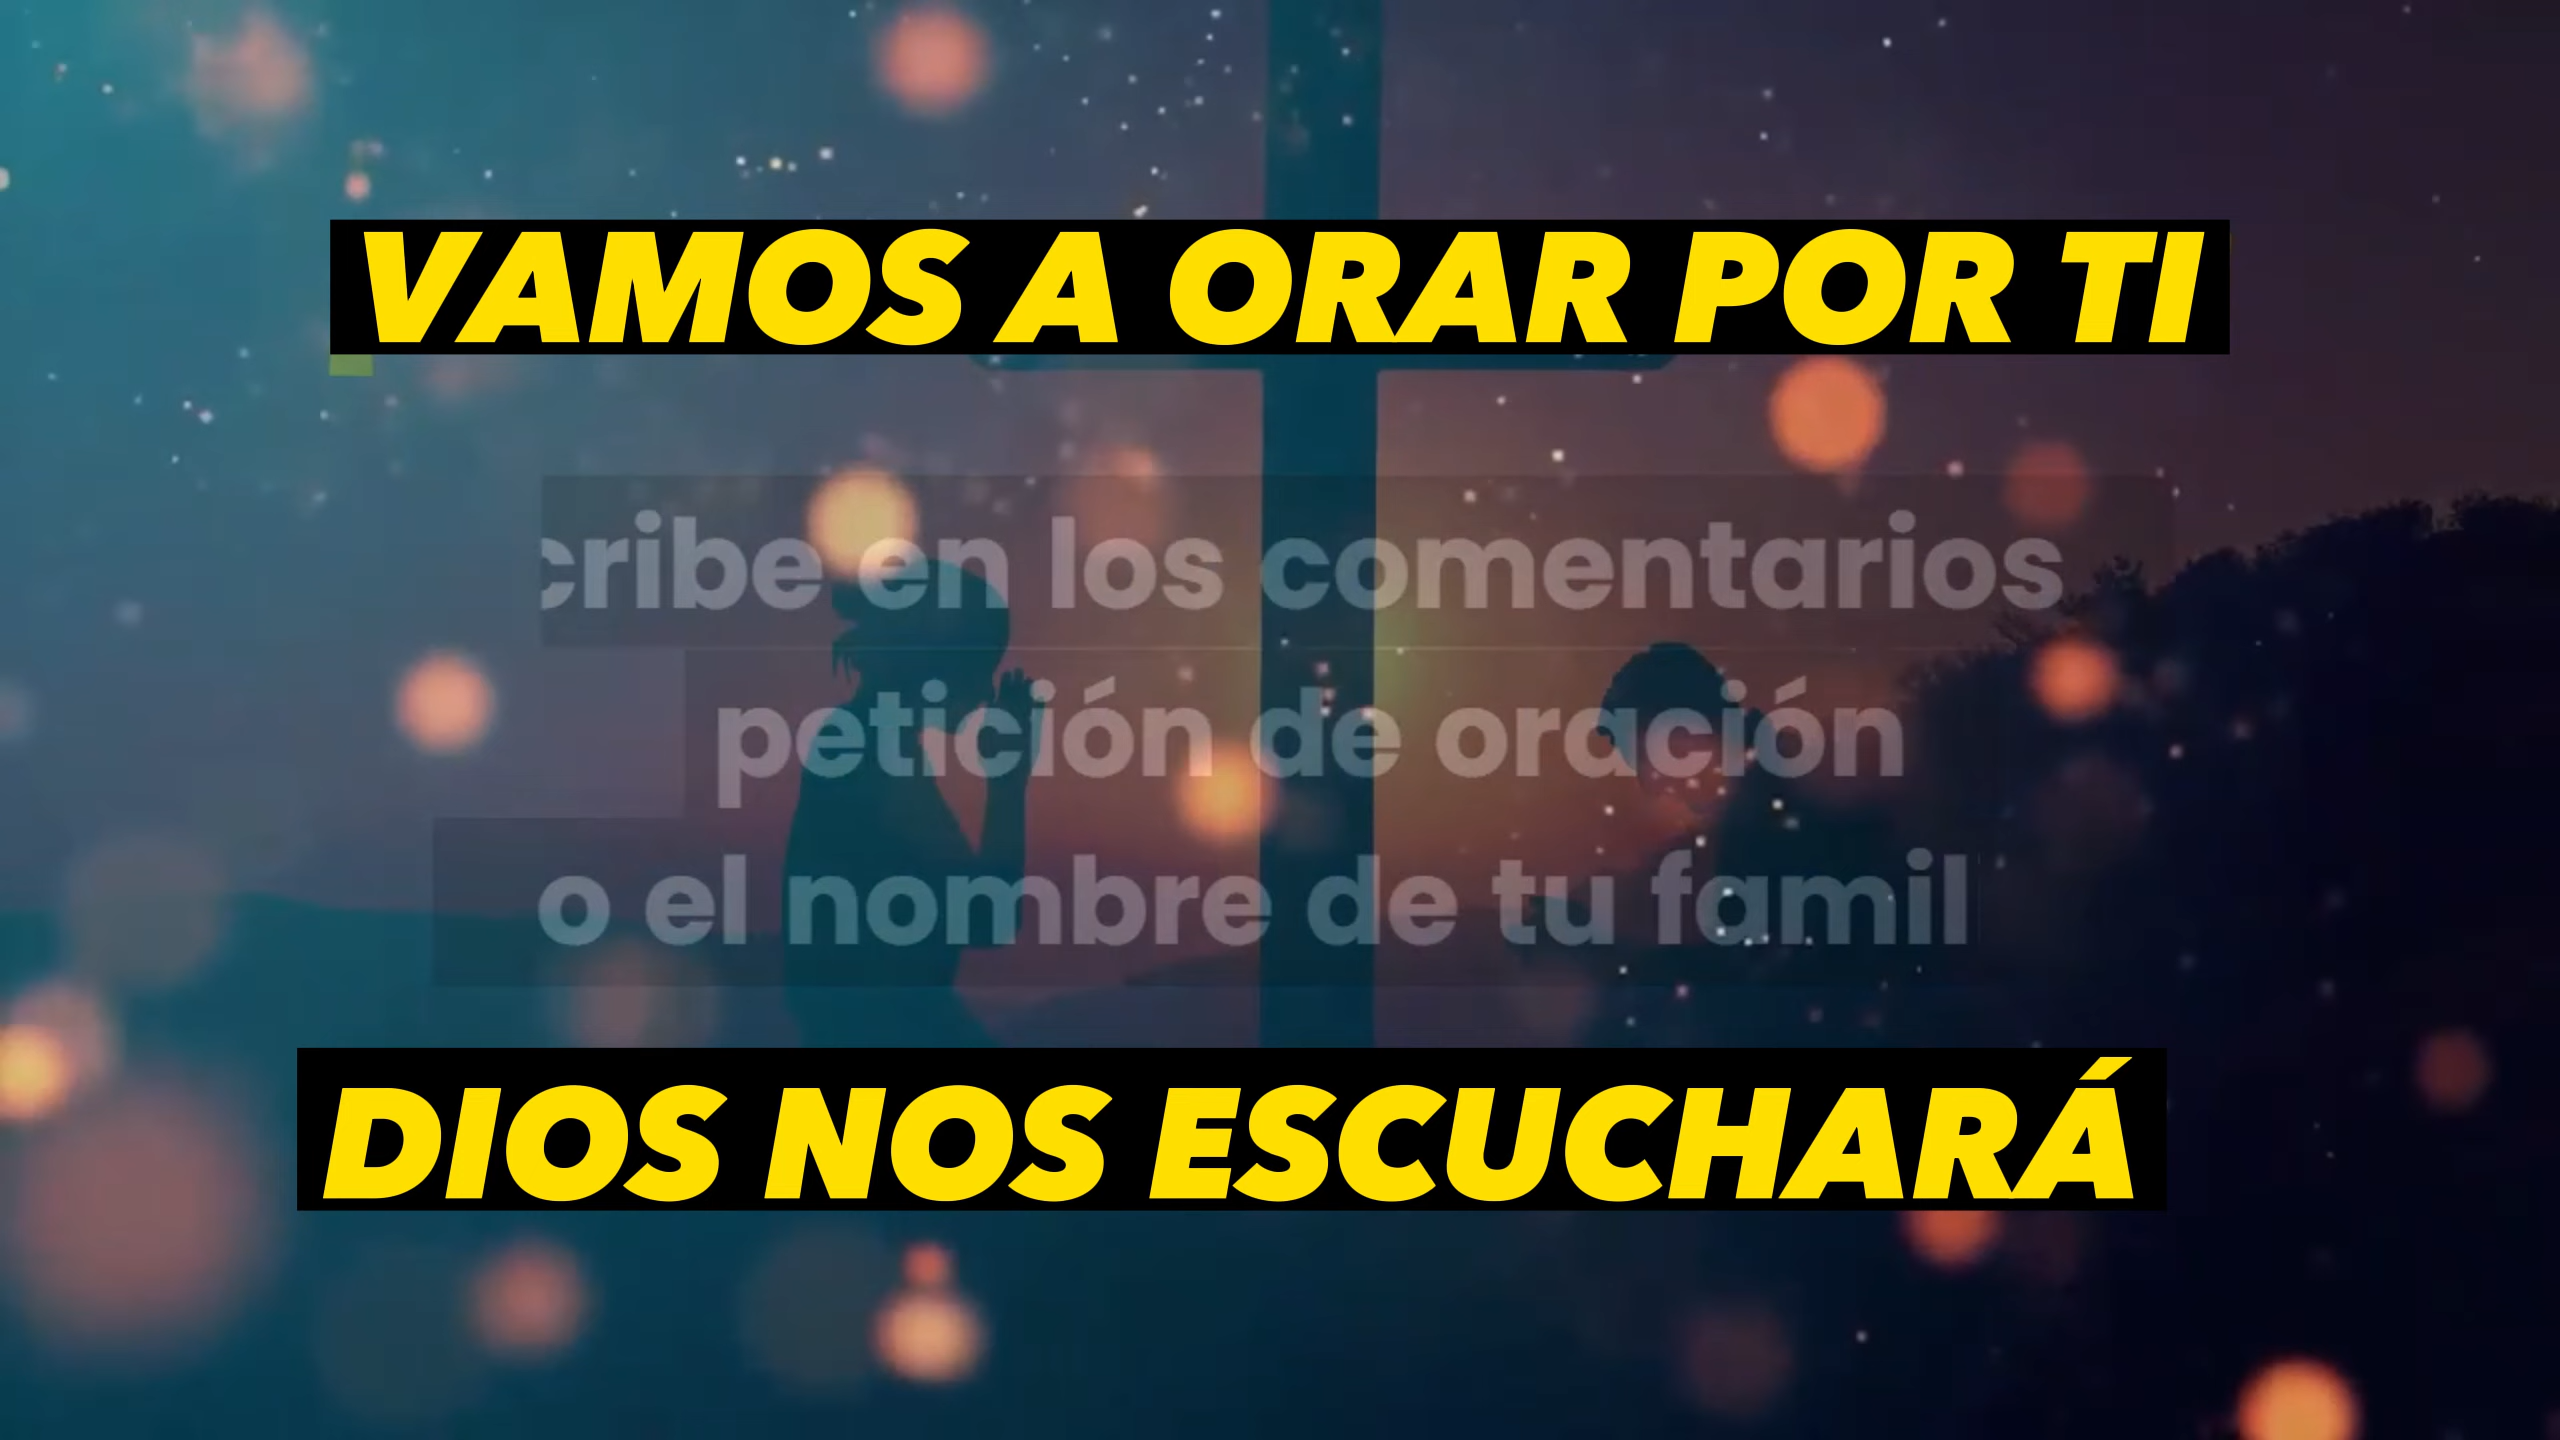 VAMOS A ORAR POR TI
cribe en los comentarios
petición de oración
o el nombre de tu famil
DIOS NOS ESCUCHARÁ